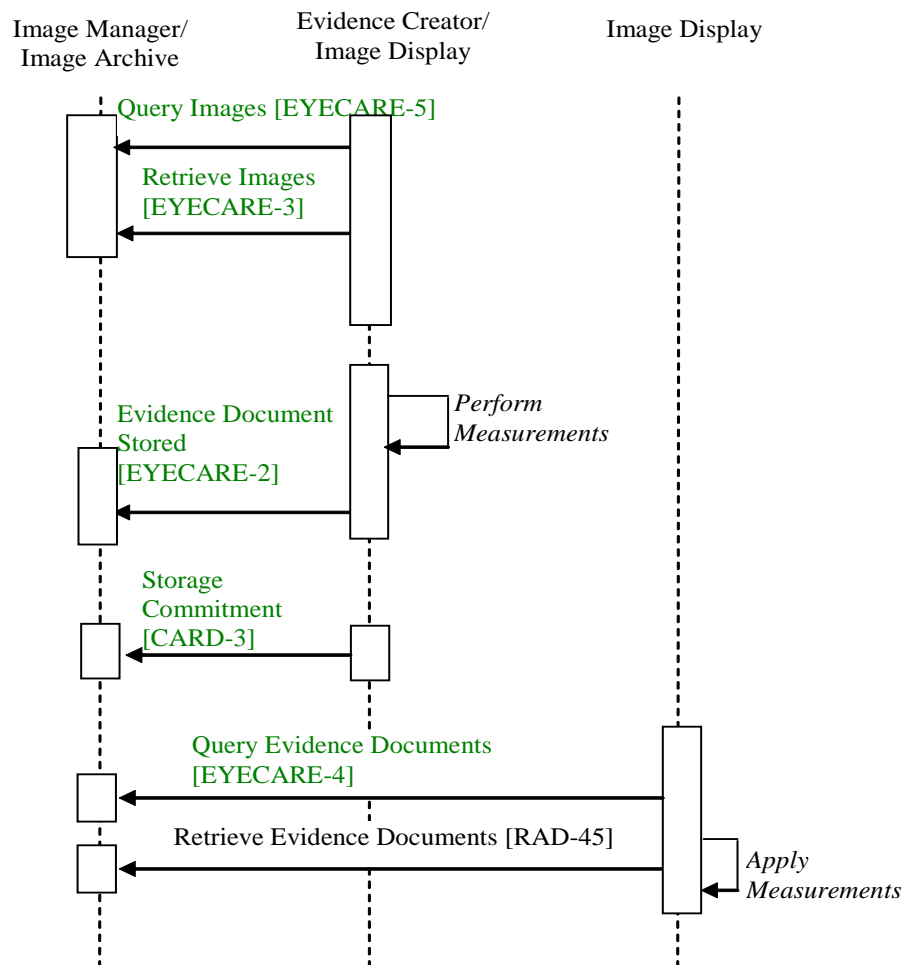 Image Manager/
Image Archive
Evidence Creator/
Image Display
Image Display
Query Images [EYECARE-5]
Retrieve Images
[EYECARE-3]
Perform
Measurements
Evidence Document
Stored
[EYECARE-2]
Storage
Commitment
[CARD-3]
Query Evidence Documents
[EYECARE-4]
Retrieve Evidence Documents [RAD-45]
Apply
Measurements